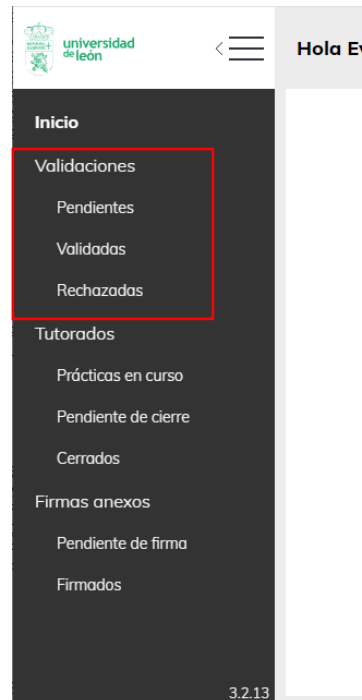 universidad
de león
Hola Ev
Inicio
Validaciones
Pendientes
Validadas
Rechazadas
Tutorados
Prácticas en curso
Pendiente de cierre
Cerrados
Firmas anexos
Pendiente de firma
Firmados
3.2.13